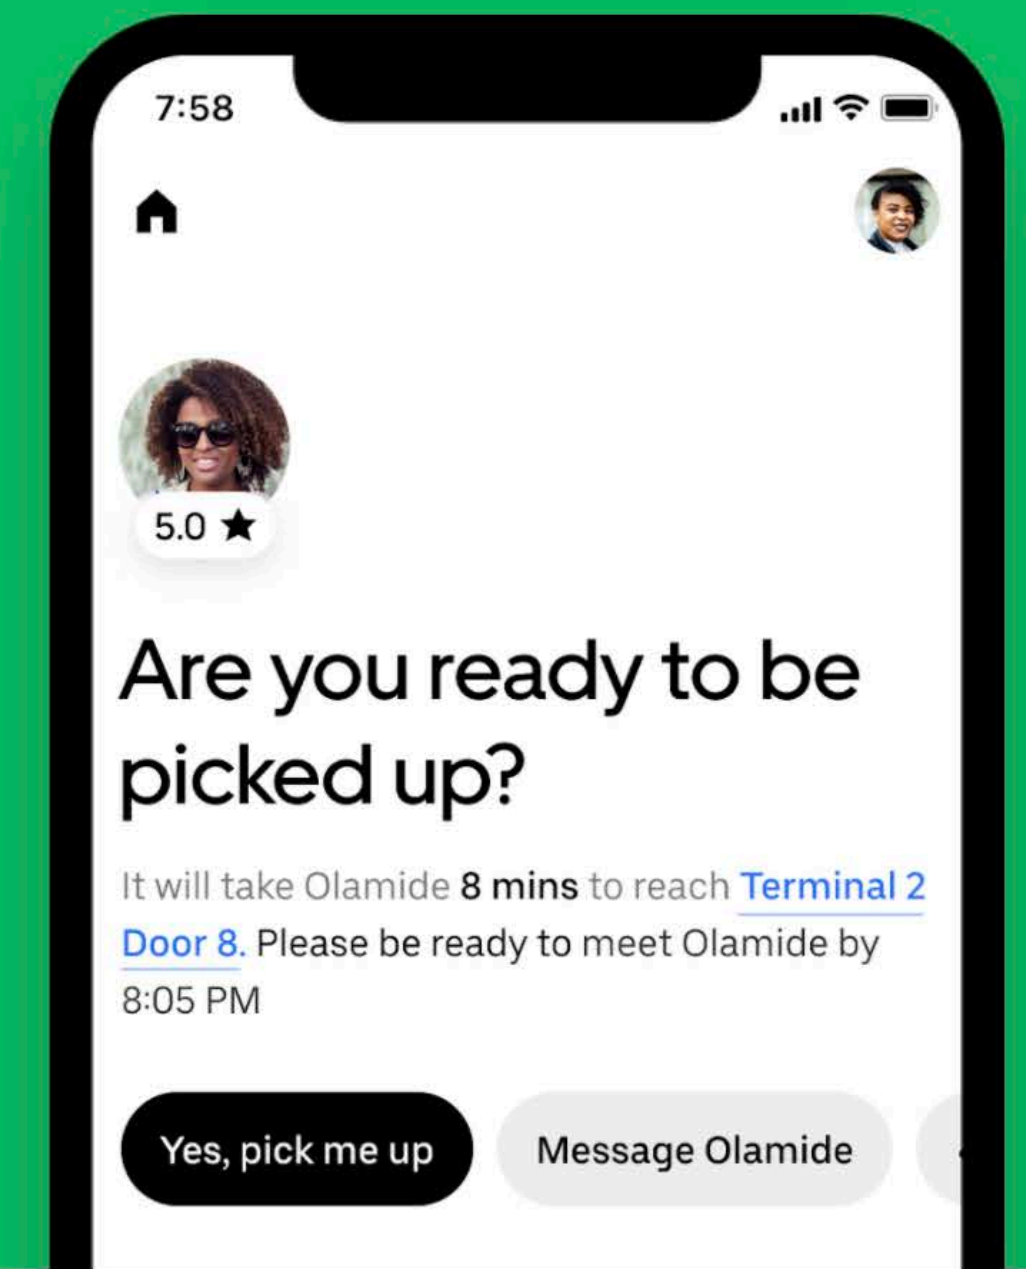 7:58
5.0 ★
Are you ready to be
picked up?
It will take Olamide 8 mins to reach Terminal 2
Door 8. Please be ready to meet Olamide by
8:05 PM
Yes, pick me up
Message Olamide